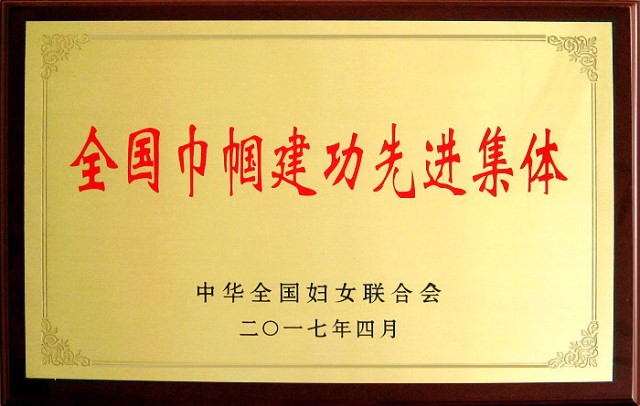 全国巾帼建功先进集体
中华全国妇女联合会
二〇一七年四月